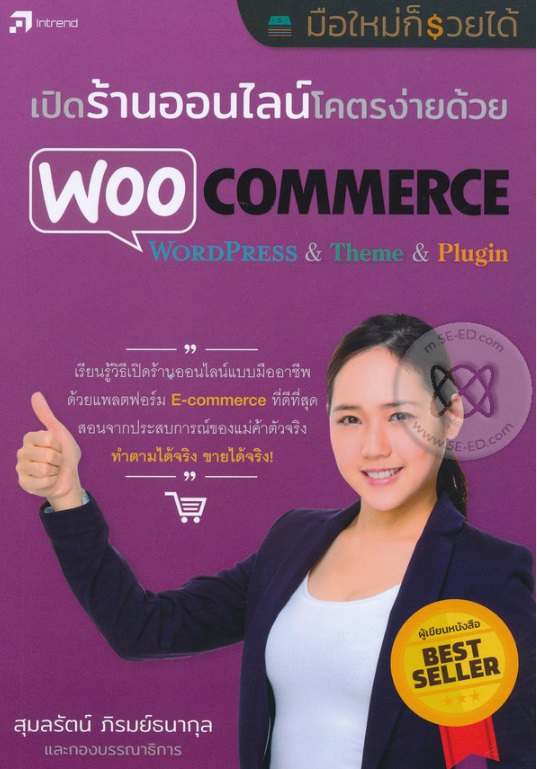 Intrend
มือใหม่ก็$วยได้
เปิดร้านออนไลน์โคตรง่ายด้วย
WOO COMMERCE
WORDPRESS & Theme & Plugin
”
เรียนรู้วิธีเปิดร้านออนไลน์แบบมืออาชีพ
ด้วยแพลตฟอร์ม E-commerce ที่ดีที่สุด
สอนจากประสบการณ์ของแม่ค้าตัวจริง
ทำตามได้จริง ขายได้จริง!
”
m.SE-ED.com
www.SE-ED.com
ผู้เขียนหนังสือ
BEST
SELLER
สุมลรัตน์ ภิรมย์ธนากุล
และกองบรรณาธิการ